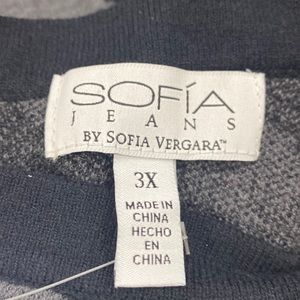 SOFÍA
JEANS
BY SOFIA VERGARA™
3X
MADE IN
CHINA
HECHO
EN
CHINA